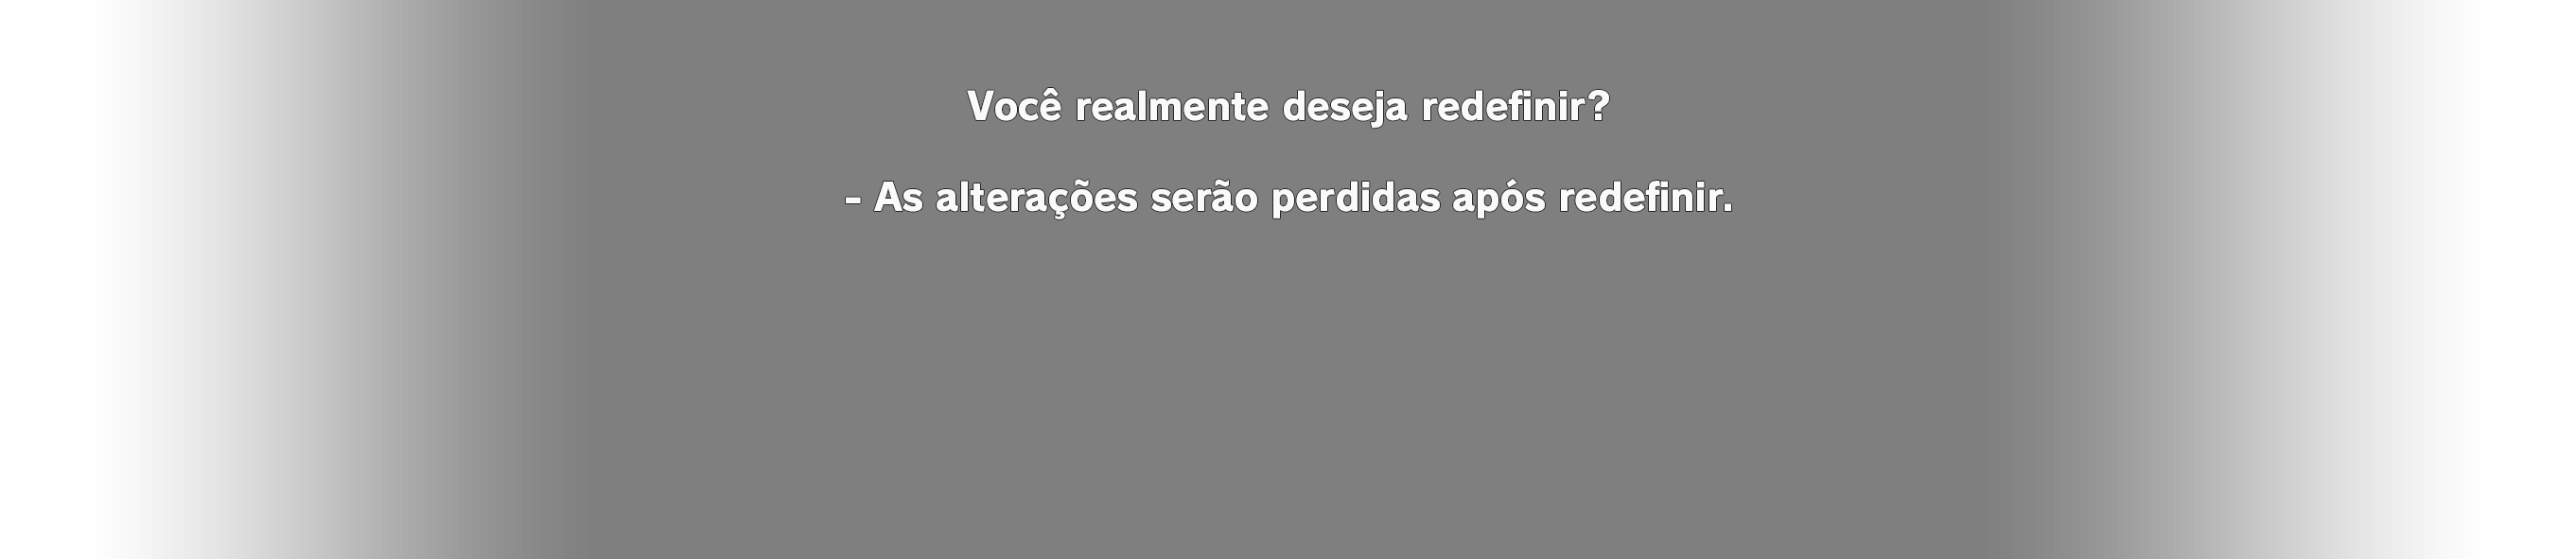 Você realmente deseja redefinir?
- As alterações serão perdidas após redefinir.